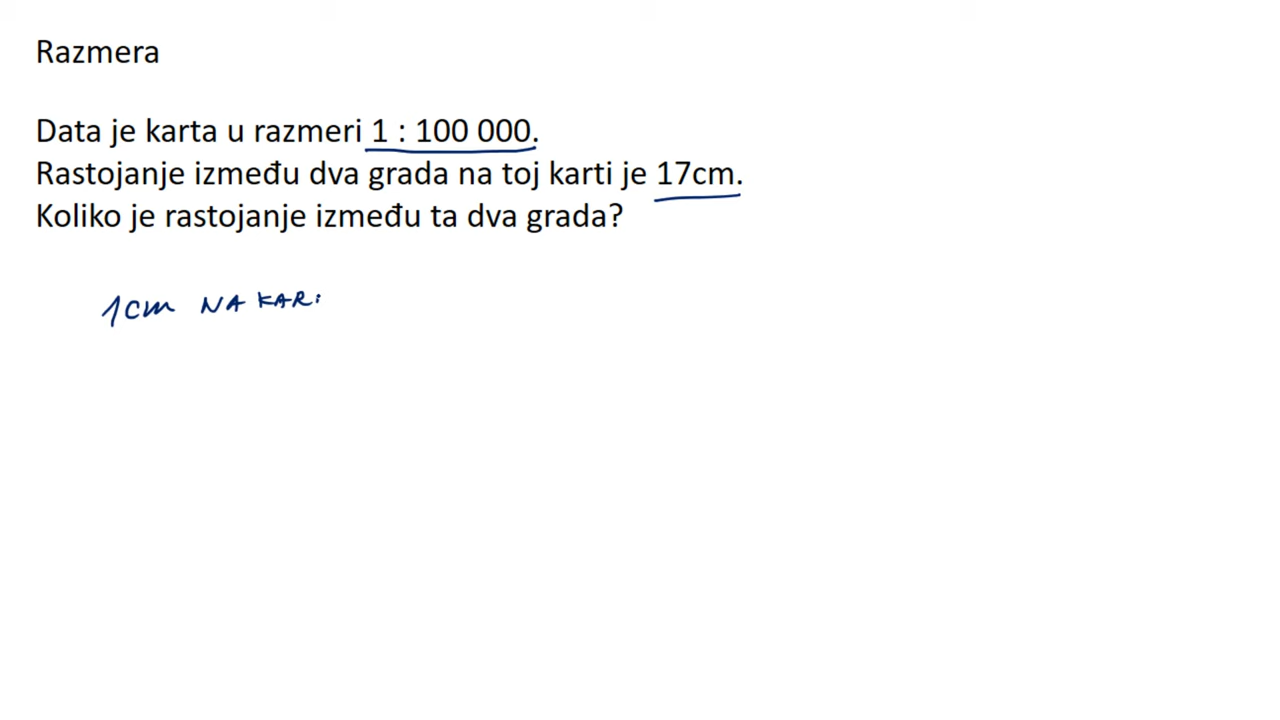 Razmera
Data je karta u razmeri 1 : 100 000.
Rastojanje između dva grada na toj karti je 17cm.
Koliko je rastojanje između ta dva grada?
1cm NA KAR.